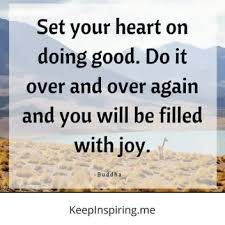 Set your heart on
doing good. Do it
over and over again
and you will be filled
with joy.
Buddha
KeepInspiring.me